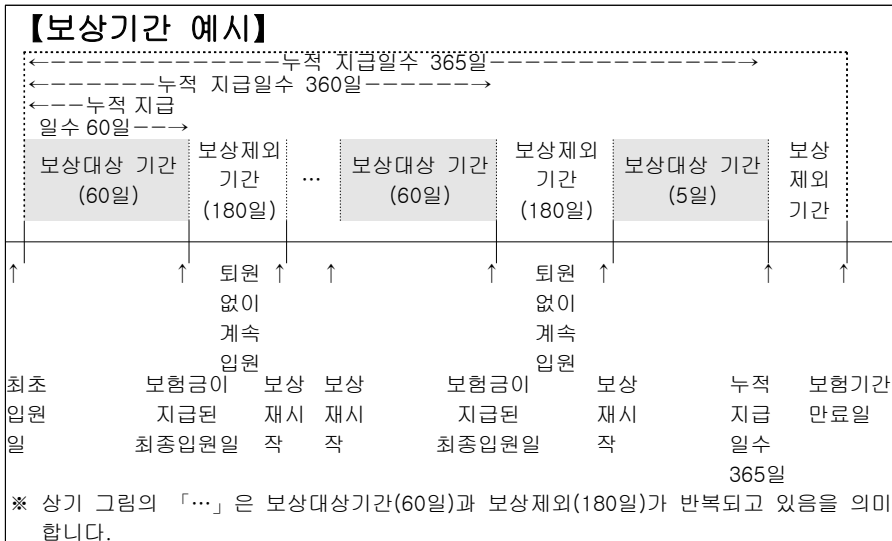 【보상기간 예시】
←−−−−−−−−−−−−−누적 지급일수 365일−−−−−−−−−−−−−→
←−−−−−−−누적 지급일수 360일−−−−−−→
←−−누적 지급
일수 60일−−→
보상대상 기간
(60일)
보상제외
기간
(180일)
…
보상대상 기간
(60일)
보상제외
기간
(180일)
보상대상 기간
(5일)
보상
제외
기간
↑ ↑ ↑ ↑ ↑ ↑ ↑ ↑
퇴원
없이
계속
입원
퇴원
없이
계속
입원
최초
입원
일
보험금이
지급된
최종입원일
보상
재시
작
보상
재시
작
보험금이
지급된
최종입원일
보상
재시
작
누적
지급
일수
365일
보험기간
만료일
※ 상기 그림의 「…」은 보상대상기간(60일)과 보상제외(180일)가 반복되고 있음을 의미
합니다.